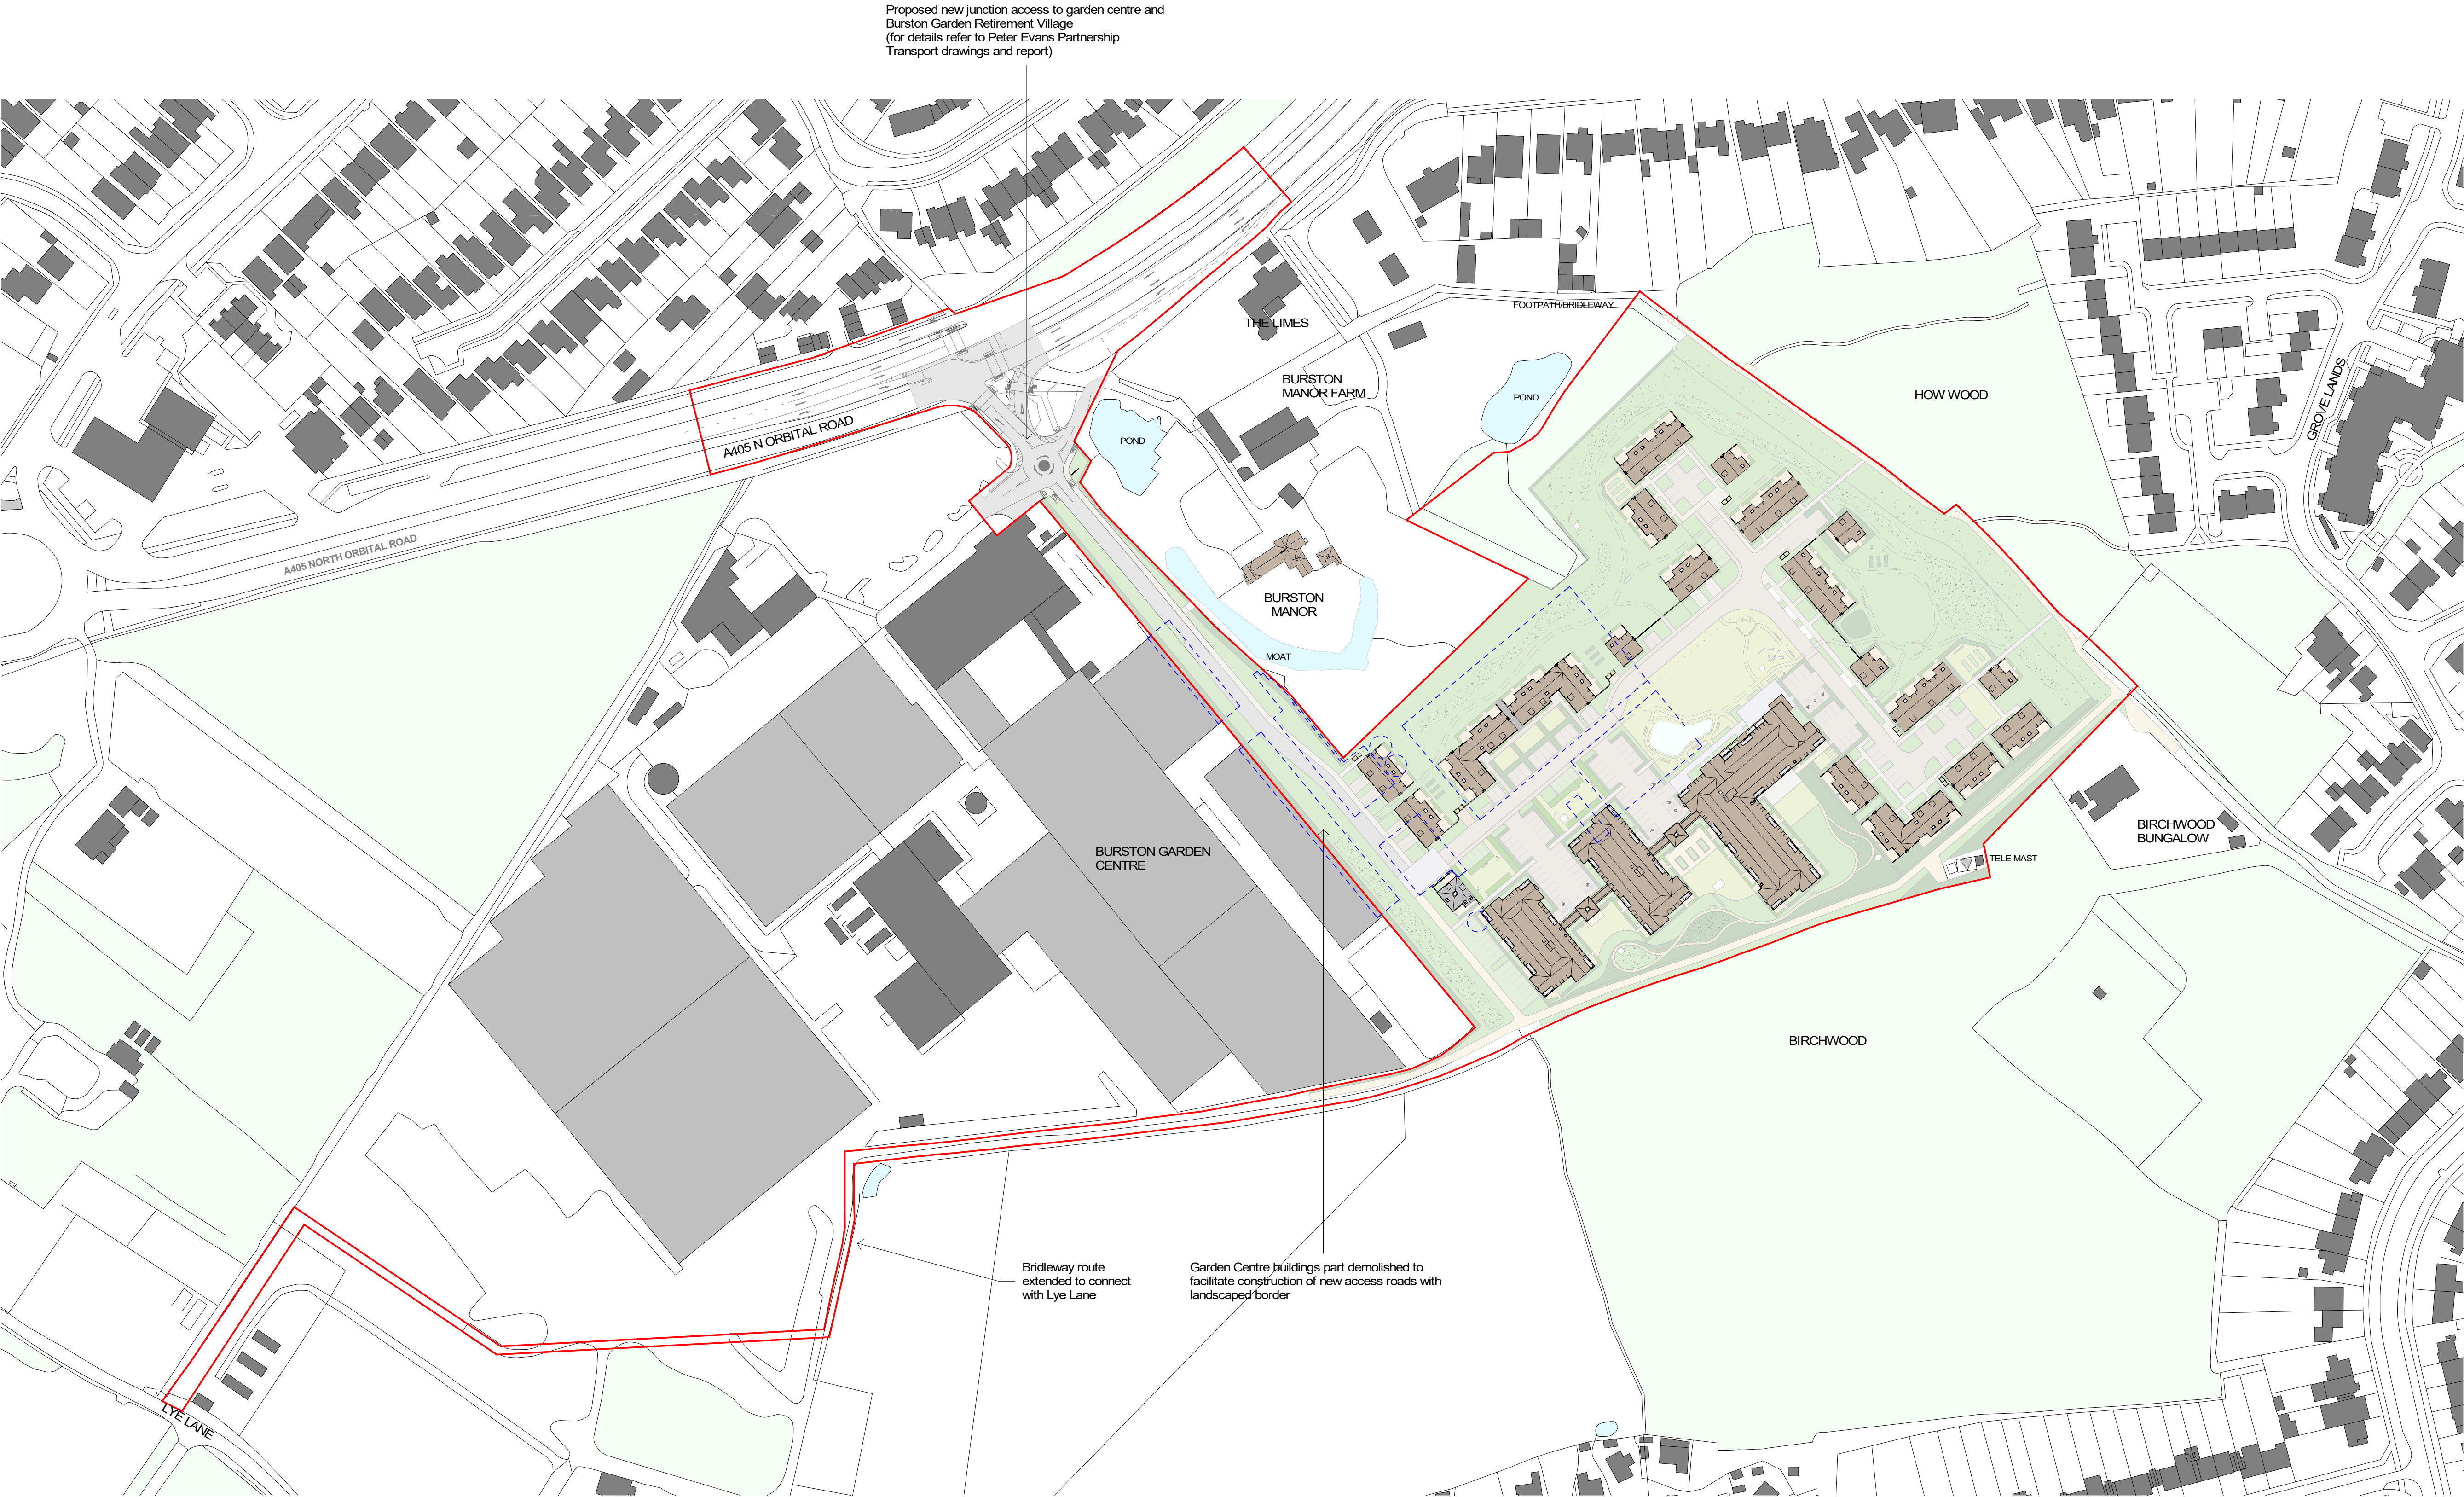 Proposed new junction access to garden centre and
Burston Garden Retirement Village
(for details refer to Peter Evans Partnership
Transport drawings and report)
FOOTPATH/BRIDLEWAY
THE LIMES
BURSTON
MANOR FARM
POND
HOW WOOD
GROVE LANDS
A405 N ORBITAL ROAD
POND
A405 NORTH ORBITAL ROAD
BURSTON
MANOR
MOAT
BURSTON GARDEN
CENTRE
BIRCHWOOD
BUNGALOW
TELE MAST
BIRCHWOOD
Bridleway route
extended to connect
with Lye Lane
Garden Centre buildings part demolished to
facilitate construction of new access roads with
landscaped border
LYE LANE